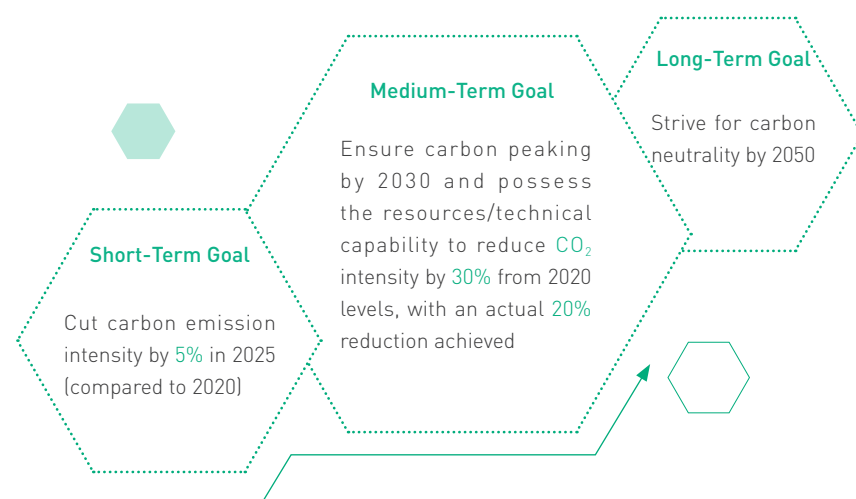 Short-Term Goal
Cut carbon emission
intensity by 5% in 2025
(compared to 2020)
Medium-Term Goal
Ensure carbon peaking
by 2030 and possess
the resources/technical
capability to reduce CO₂
intensity by 30% from 2020
levels, with an actual 20%
reduction achieved
Long-Term Goal
Strive for carbon
neutrality by 2050